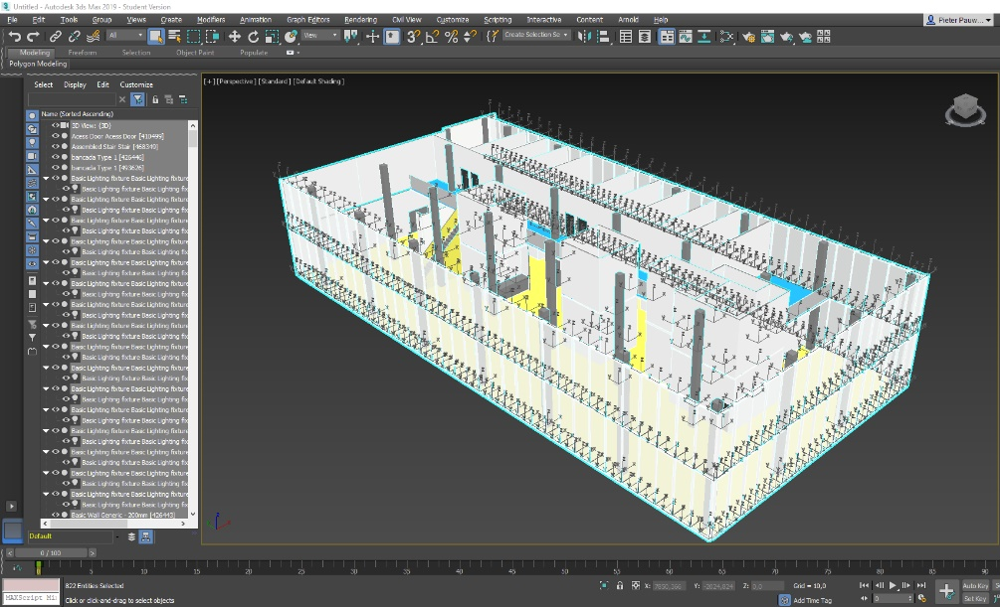 Untitled - Autodesk 3ds Max 2019 - Student Version
File Edit Tools Group Views Create Modifiers Animation Graph Editors Rendering Civil View Customize Scripting Interactive Content Arnold Help Pieter Pauw...
All View Create Selection Se
Modeling Freeform Selection Object Paint Populate
Polygon Modeling
[+] [Perspective] [Standard] [Default Shading]
Select Display Edit Customize
Name (Sorted Ascending)
3D View: {3D}
Acess Door Acess Door [410499]
Assembled Stair Stair [468349]
bancada Type 1 [426446]
bancada Type 1 [493626]
Basic Lighting fixture Basic Lighting fixture
Basic Lighting fixture Basic Lighting fix
Basic Lighting fixture Basic Lighting fixture
Basic Lighting fixture Basic Lighting fix
Basic Lighting fixture Basic Lighting fixture
Basic Lighting fixture Basic Lighting fix
Basic Lighting fixture Basic Lighting fixture
Basic Lighting fixture Basic Lighting fix
Basic Lighting fixture Basic Lighting fixture
Basic Lighting fixture Basic Lighting fix
Basic Lighting fixture Basic Lighting fixture
Basic Lighting fixture Basic Lighting fix
Basic Lighting fixture Basic Lighting fixture
Basic Lighting fixture Basic Lighting fix
Basic Lighting fixture Basic Lighting fixture
Basic Lighting fixture Basic Lighting fix
Basic Lighting fixture Basic Lighting fixture
Basic Lighting fixture Basic Lighting fix
Basic Lighting fixture Basic Lighting fixture
Basic Lighting fixture Basic Lighting fix
Basic Lighting fixture Basic Lighting fixture
Basic Lighting fixture Basic Lighting fix
Basic Lighting fixture Basic Lighting fixture
Basic Lighting fixture Basic Lighting fix
Basic Lighting fixture Basic Lighting fixture
Basic Lighting fixture Basic Lighting fix
Basic Lighting fixture Basic Lighting fixture
Basic Lighting fixture Basic Lighting fix
Basic Lighting fixture Basic Lighting fixture
Basic Lighting fixture Basic Lighting fix
Basic Lighting fixture Basic Lighting fixture
Basic Lighting fixture Basic Lighting fix
Basic Wall Generic - 200mm [426443]
Default
0 / 100
0 5 10 15 20 25 30 35 40 45 50 55 60 65 70 75 80 85 90
822 Entities Selected X: Y: Z: 0,0 Grid = 10,0 Auto Key
MAXScript Mi Click or click-and-drag to select objects Add Time Tag 0 Set Key